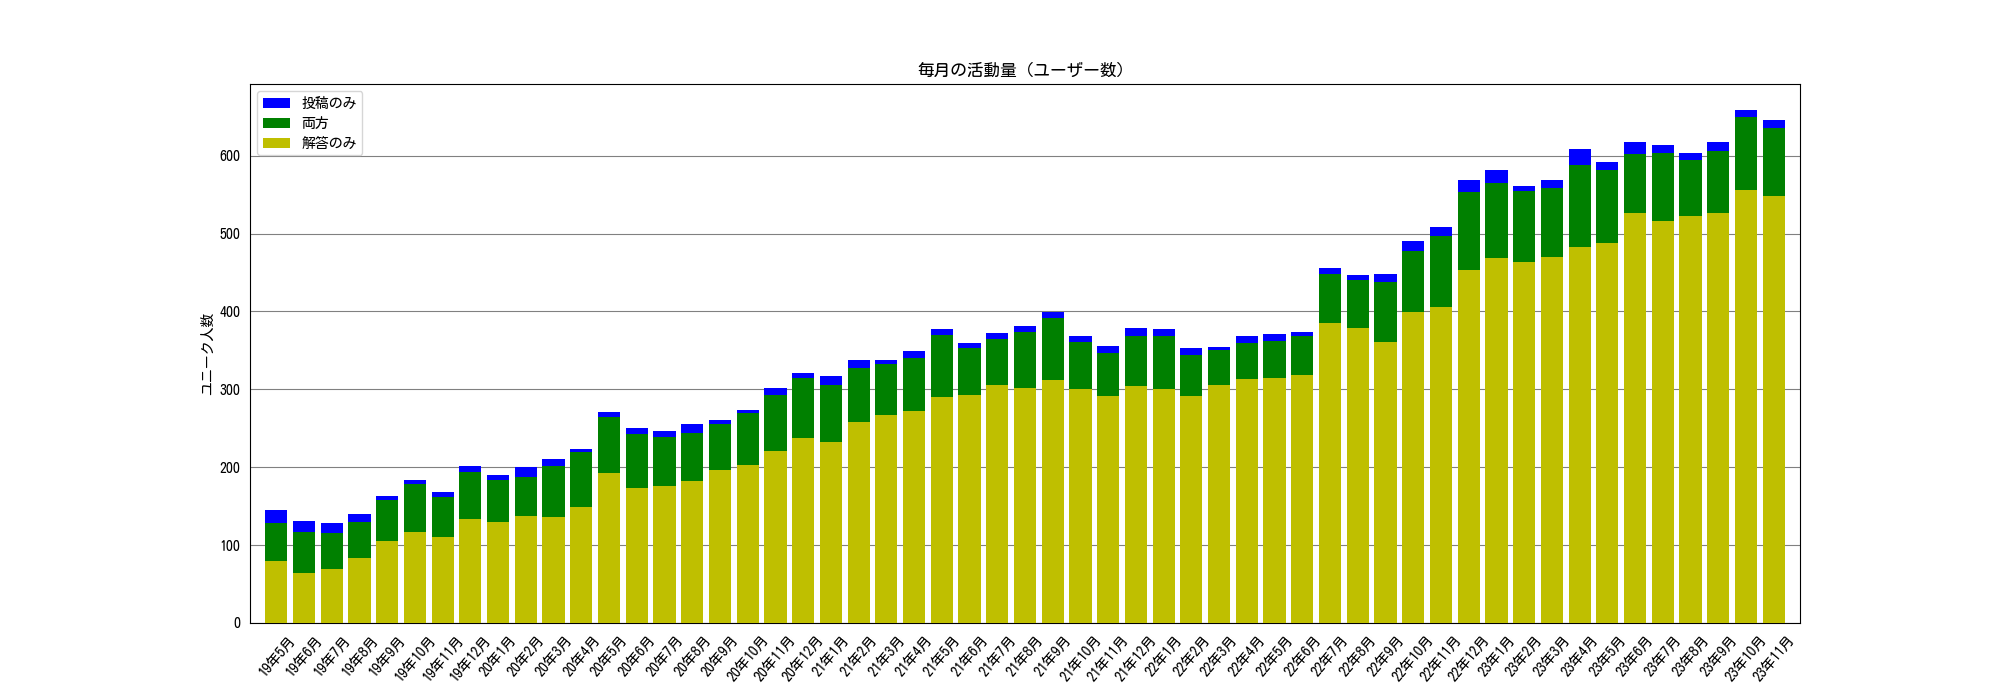 毎月の活動量（ユーザー数）
投稿のみ
両方
解答のみ
ユニーク人数
600
500
400
300
200
100
0
19年5月
19年6月
19年7月
19年8月
19年9月
19年10月
19年11月
19年12月
20年1月
20年2月
20年3月
20年4月
20年5月
20年6月
20年7月
20年8月
20年9月
20年10月
20年11月
20年12月
21年1月
21年2月
21年3月
21年4月
21年5月
21年6月
21年7月
21年8月
21年9月
21年10月
21年11月
21年12月
22年1月
22年2月
22年3月
22年4月
22年5月
22年6月
22年7月
22年8月
22年9月
22年10月
22年11月
22年12月
23年1月
23年2月
23年3月
23年4月
23年5月
23年6月
23年7月
23年8月
23年9月
23年10月
23年11月